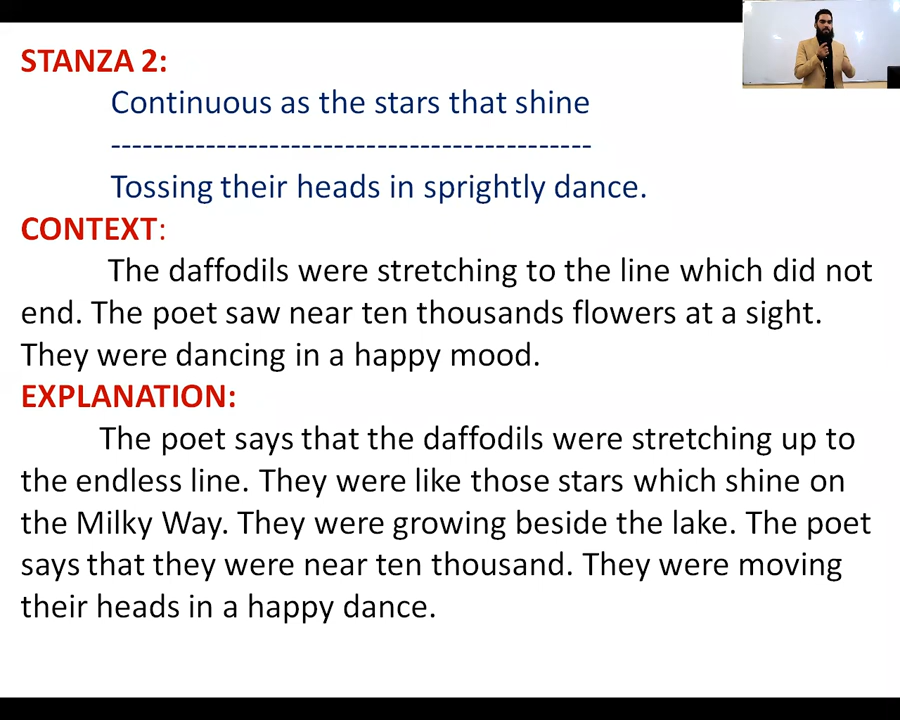 STANZA 2:
Continuous as the stars that shine
---------------------------------------------
Tossing their heads in sprightly dance.
CONTEXT:
The daffodils were stretching to the line which did not
end. The poet saw near ten thousands flowers at a sight.
They were dancing in a happy mood.
EXPLANATION:
The poet says that the daffodils were stretching up to
the endless line. They were like those stars which shine on
the Milky Way. They were growing beside the lake. The poet
says that they were near ten thousand. They were moving
their heads in a happy dance.